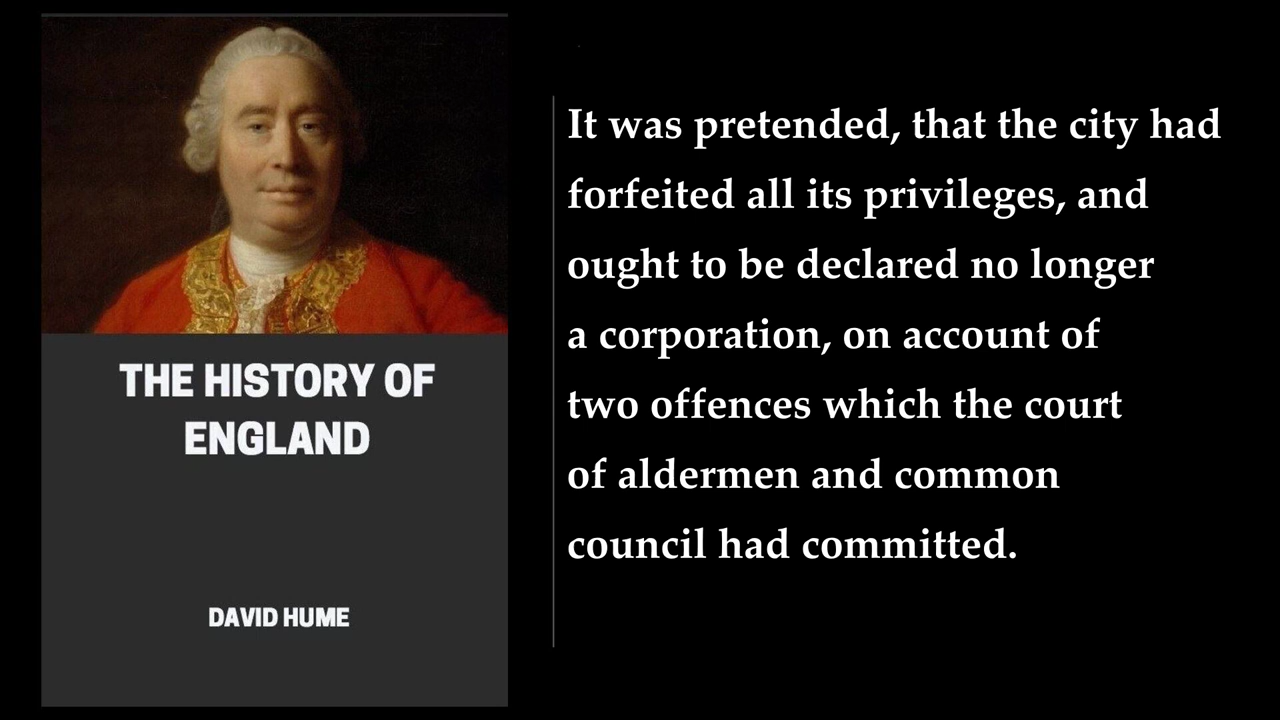 THE HISTORY OF
ENGLAND
DAVID HUME
It was pretended, that the city had
forfeited all its privileges, and
ought to be declared no longer
a corporation, on account of
two offences which the court
of aldermen and common
council had committed.